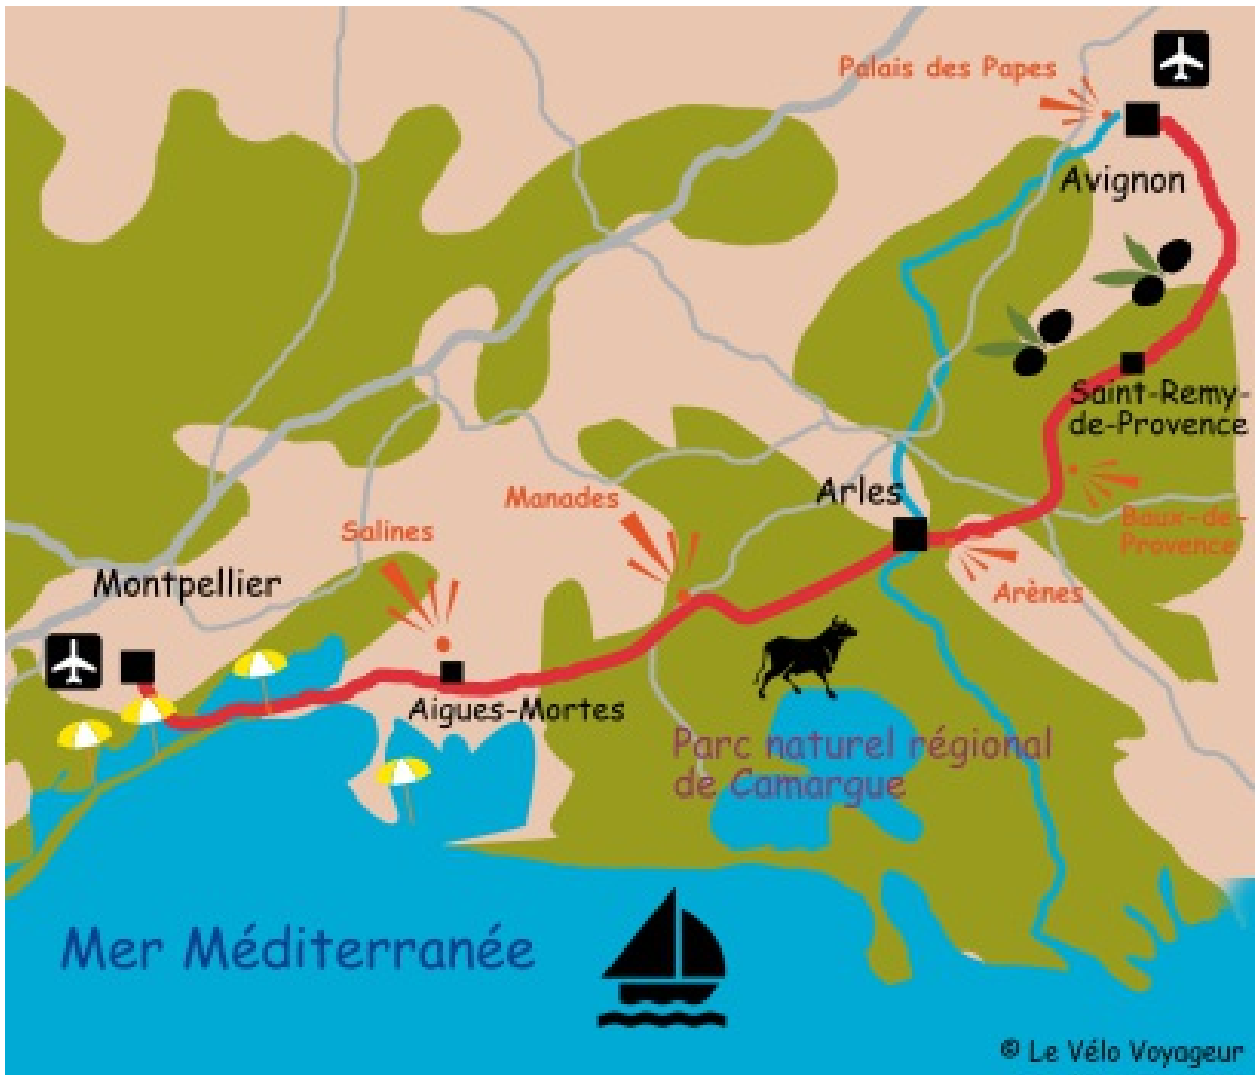 Palais des Papes
Avignon
Saint-Remy-
de-Provence
Arles
Manades
Salines
Baux-de-
Provence
Montpellier
Arènes
Aigues-Mortes
Parc naturel régional
de Camargue
Mer Méditerranée
© Le Vélo Voyageur